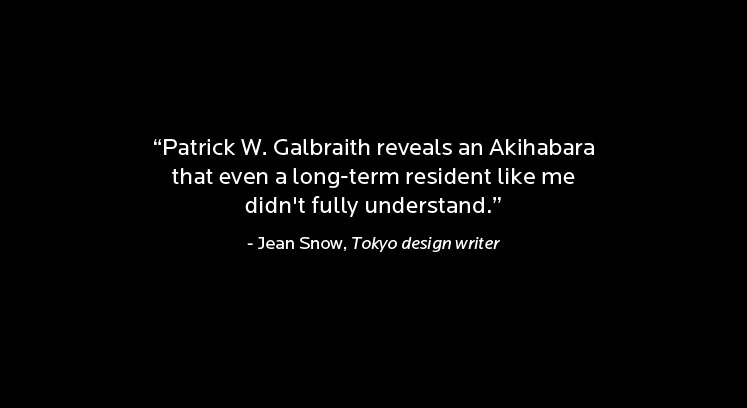 “Patrick W. Galbraith reveals an Akihabara
that even a long-term resident like me
didn't fully understand.”
- Jean Snow, Tokyo design writer